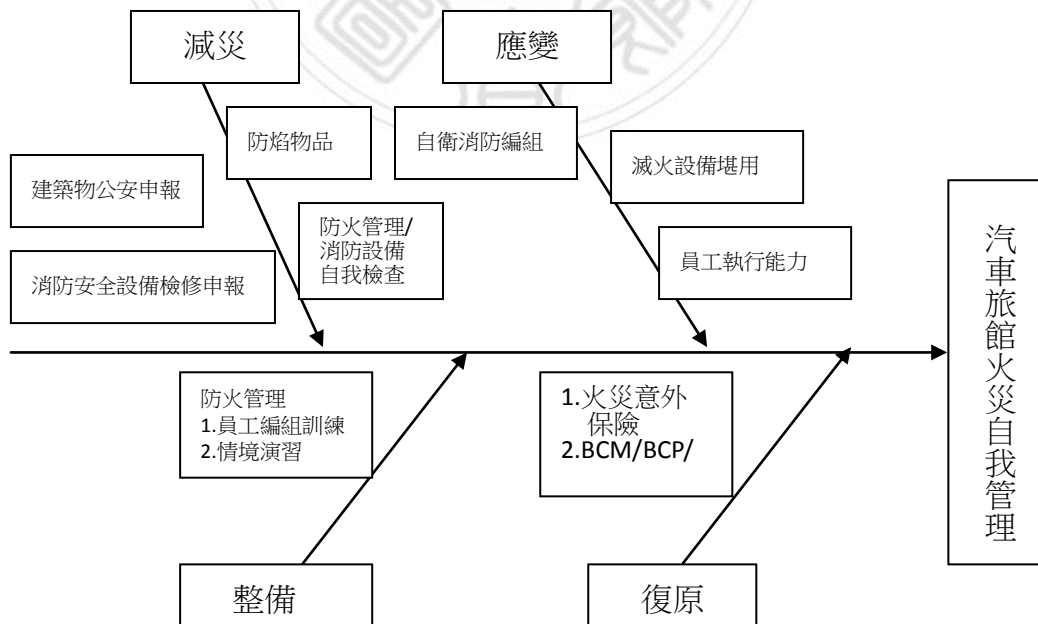 減災
應變
防焰物品
自衛消防編組
滅火設備堪用
建築物公安申報
防火管理/
消防設備
自我檢查
員工執行能力
消防安全設備檢修申報
汽車旅館火災自我管理
防火管理
1.員工編組訓練
2.情境演習
1.火災意外
保險
2.BCM/BCP/
整備
復原